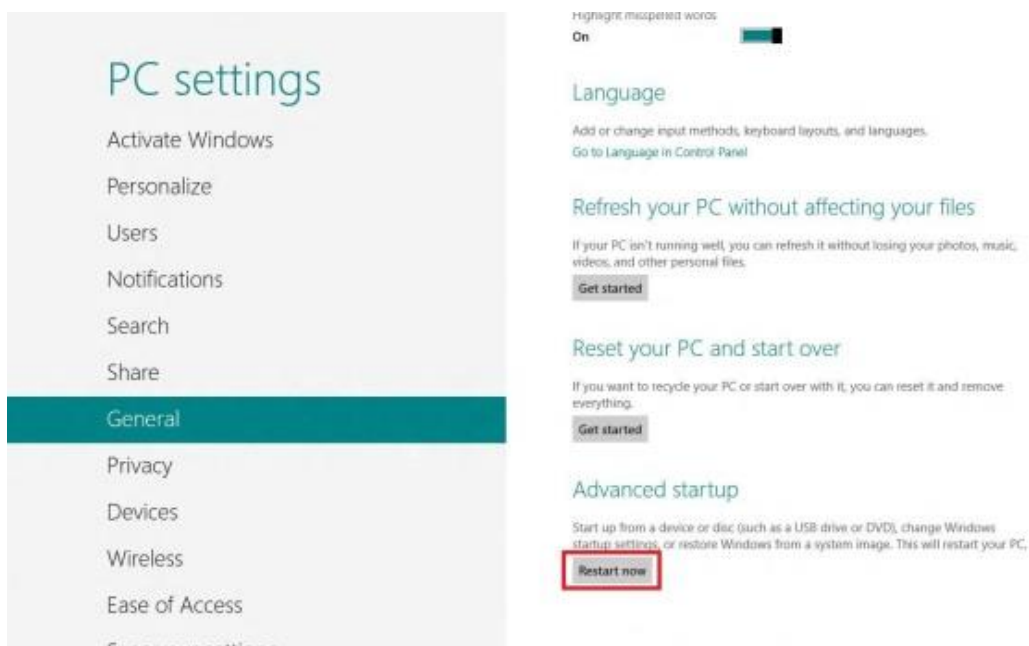 PC settings
Activate Windows
Personalize
Users
Notifications
Search
Share
General
Privacy
Devices
Wireless
Ease of Access
Highlight misspelled words
On
Language
Add or change input methods, keyboard layouts, and languages.
Go to Language in Control Panel
Refresh your PC without affecting your files
If your PC isn't running well, you can refresh it without losing your photos, music,
videos, and other personal files.
Get started
Reset your PC and start over
If you want to recycle your PC or start over with it, you can reset it and remove
everything.
Get started
Advanced startup
Start up from a device or disc (such as a USB drive or DVD), change Windows
startup settings, or restore Windows from a system image. This will restart your PC.
Restart now